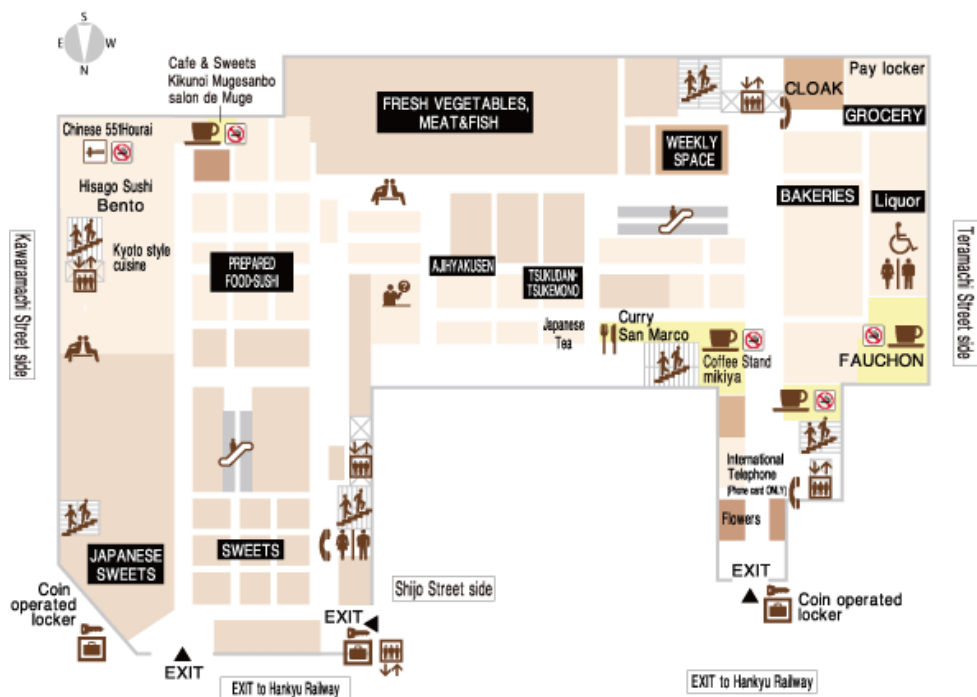 S
E W
N
Cafe & Sweets
Kikunoi Mugesanbo
salon de Muge
Chinese 551Hourai
Hisago Sushi
Bento
Kyoto style
cuisine
Kawaramachi Street side
FRESH VEGETABLES,
MEAT&FISH
WEEKLY
SPACE
CLOAK
Pay locker
GROCERY
BAKERIES
Liquor
Teramachi Street side
PREPARED
FOOD-SUSHI
AJIHYAKUSEN
TSUKUDANI-
TSUKEMONO
Japanese
Tea
Curry
San Marco
Coffee Stand
mikiya
FAUCHON
International
Telephone
(Phone card ONLY)
Flowers
EXIT
Coin operated
locker
JAPANESE
SWEETS
SWEETS
Shijo Street side
Coin
operated
locker
EXIT
EXIT
EXIT to Hankyu Railway
EXIT to Hankyu Railway